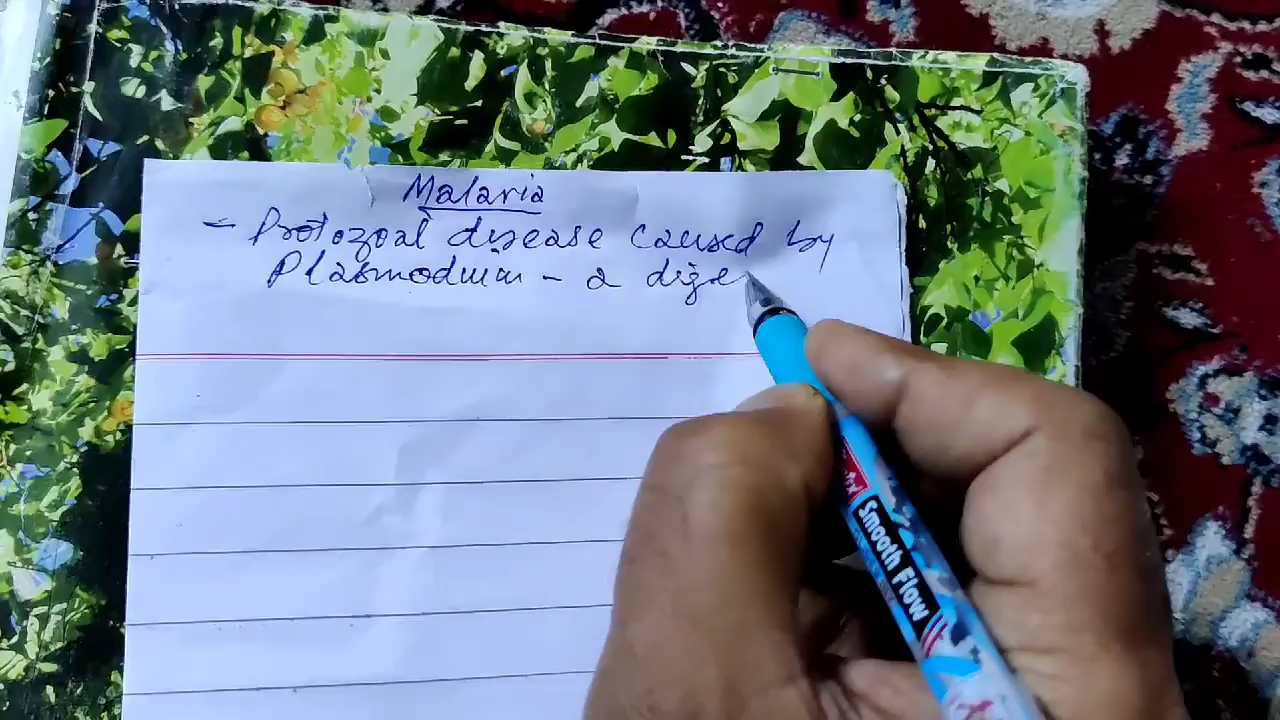 Malaria
- Protozoal disease caused by
Plasmodium - a dige
Smooth Flow